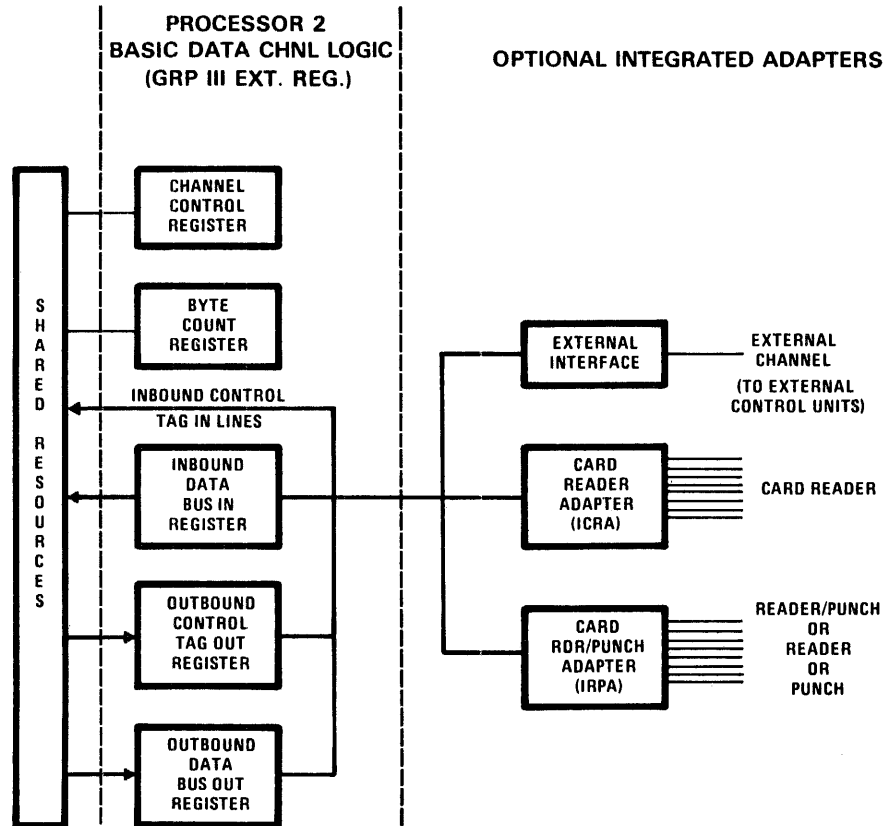 PROCESSOR 2
BASIC DATA CHNL LOGIC
(GRP III EXT. REG.)
OPTIONAL INTEGRATED ADAPTERS
SHARED RESOURCES
CHANNEL
CONTROL
REGISTER
BYTE
COUNT
REGISTER
INBOUND CONTROL
TAG IN LINES
INBOUND
DATA
BUS IN
REGISTER
OUTBOUND
CONTROL
TAG OUT
REGISTER
OUTBOUND
DATA
BUS OUT
REGISTER
EXTERNAL
INTERFACE
EXTERNAL
CHANNEL
(TO EXTERNAL
CONTROL UNITS)
CARD
READER
ADAPTER
(ICRA)
CARD READER
CARD
RDR/PUNCH
ADAPTER
(IRPA)
READER/PUNCH
OR
READER
OR
PUNCH